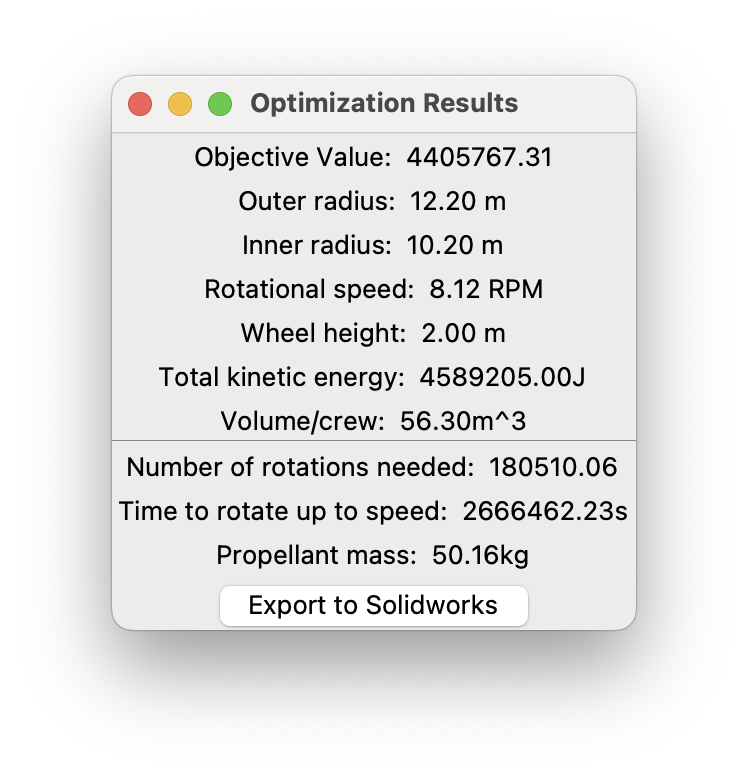 Optimization Results
Objective Value: 4405767.31
Outer radius: 12.20 m
Inner radius: 10.20 m
Rotational speed: 8.12 RPM
Wheel height: 2.00 m
Total kinetic energy: 4589205.00J
Volume/crew: 56.30m^3
Number of rotations needed: 180510.06
Time to rotate up to speed: 2666462.23s
Propellant mass: 50.16kg
Export to Solidworks